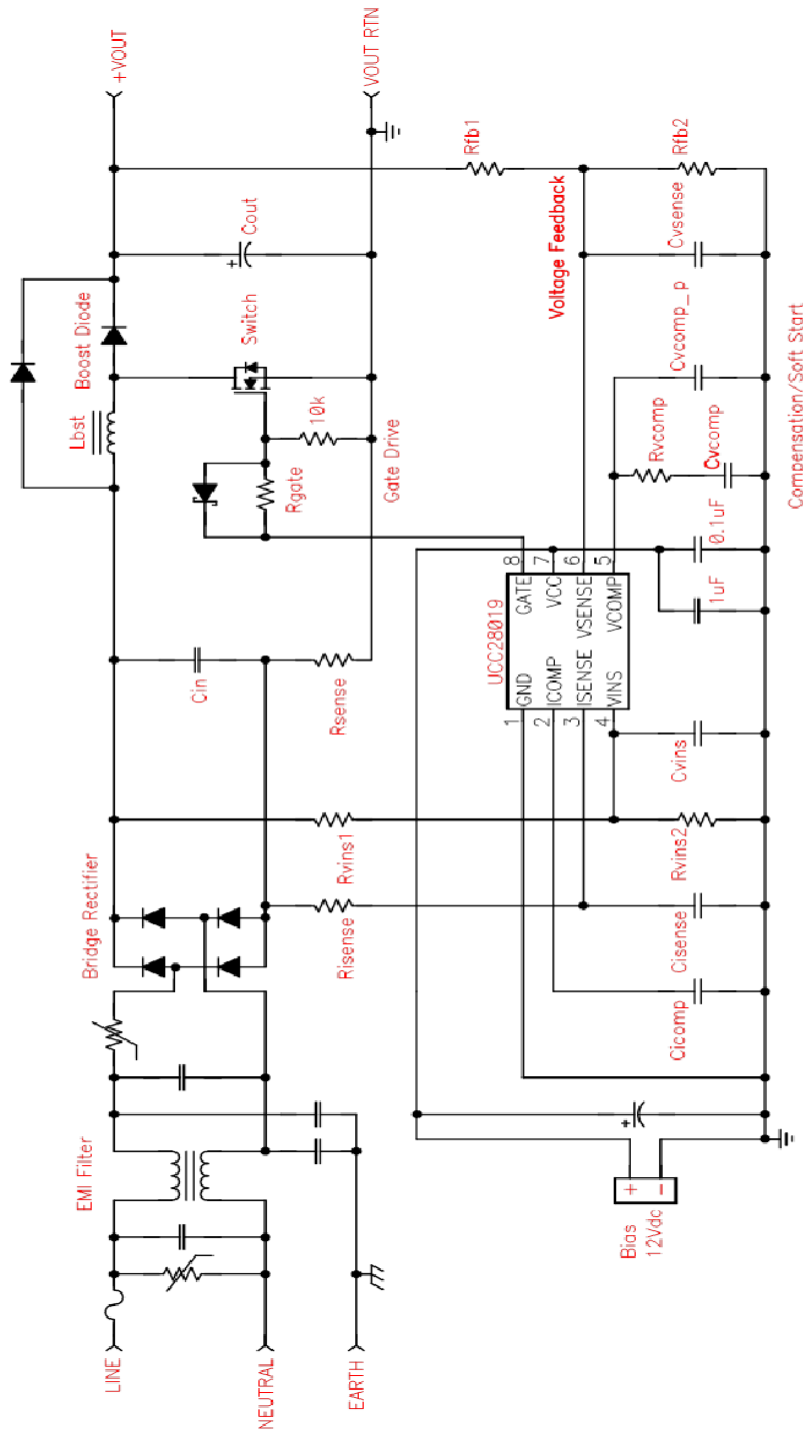 LINE
NEUTRAL
EARTH
EMI Filter
Bridge Rectifier
Lbst
Boost Diode
+VOUT
VOUT RTN
Cin
Rsense
Rgate
10k
Gate Drive
Switch
+
Cout
Risense
Rvins1
Voltage Feedback
Rfb1
UCC28019
1 GND GATE 8
2 ICOMP VCC 7
3 ISENSE VSENSE 6
4 VINS VCOMP 5
Bias
12Vdc
+
-
+
Cicomp
Cisense
Rvins2
Cvins
1uF
0.1uF
Rvcomp
Cvcomp
Cvcomp_p
Cvsense
Rfb2
Compensation/Soft Start